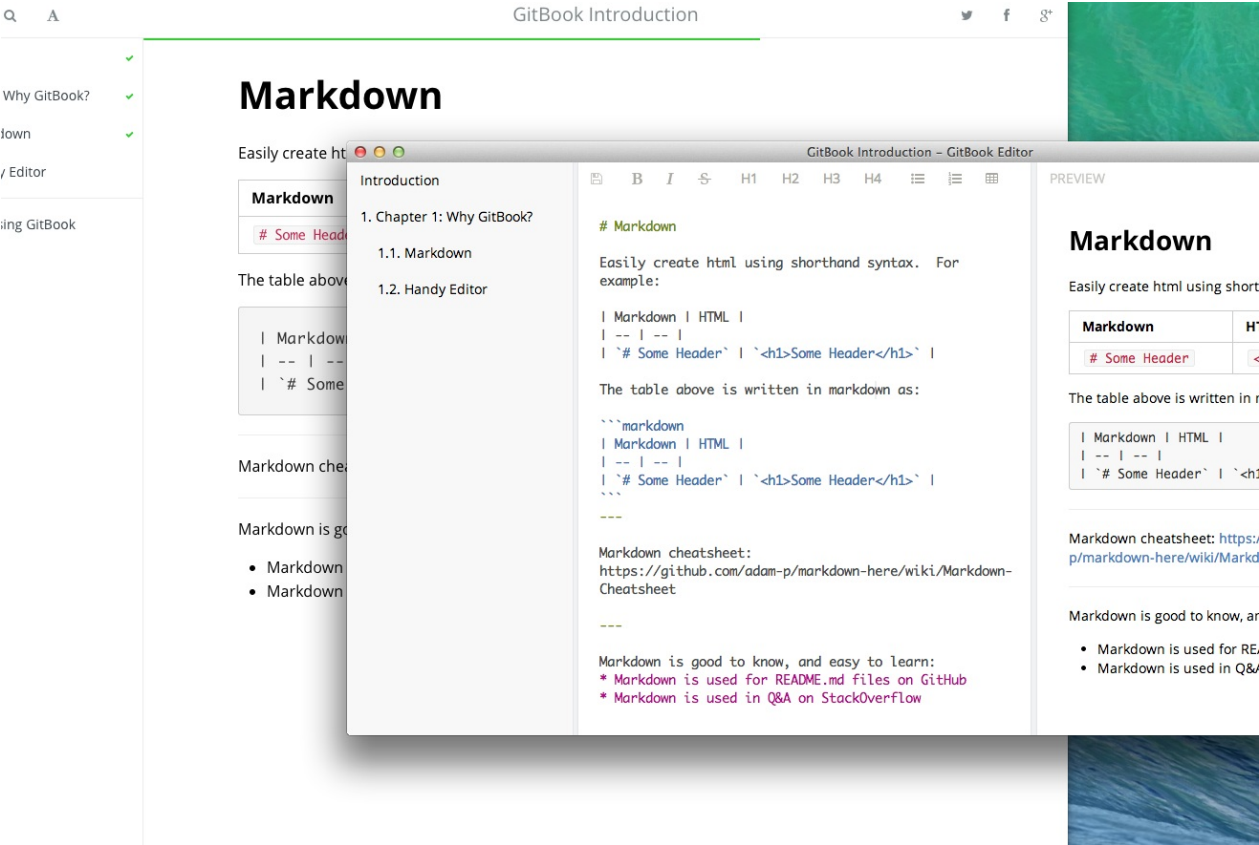 A
GitBook Introduction
Why GitBook?
Editor
GitBook
Markdown
Easily create
Markdown
# Some
The table
| 
| -- | --
| `# Some
Markdown
Markdown is
• Markdown
• Markdown
GitBook Introduction – GitBook Editor
Introduction
1. Chapter 1: Why GitBook?
1.1. Markdown
1.2. Handy Editor
B I S H1 H2 H3 H4
# Markdown
Easily create html using shorthand syntax.  For
example:
| Markdown | HTML |
| -- | -- |
| `# Some Header` | `<h1>Some Header</h1>` |
The table above is written in markdown as:
```markdown
| Markdown | HTML |
| -- | -- |
| `# Some Header` | `<h1>Some Header</h1>` |
```
---
Markdown cheatsheet:
https://github.com/adam-p/markdown-here/wiki/Markdown-
Cheatsheet
---
Markdown is good to know, and easy to learn:
* Markdown is used for README.md files on GitHub
* Markdown is used in Q&A on StackOverflow
PREVIEW
Markdown
Easily create html using
Markdown
# Some Header
The table above is written in
| Markdown | HTML |
| -- | -- |
| `# Some Header` |
Markdown cheatsheet: https:/
p/markdown-here/wiki/
Markdown is good to know,
• Markdown is used for
• Markdown is used in